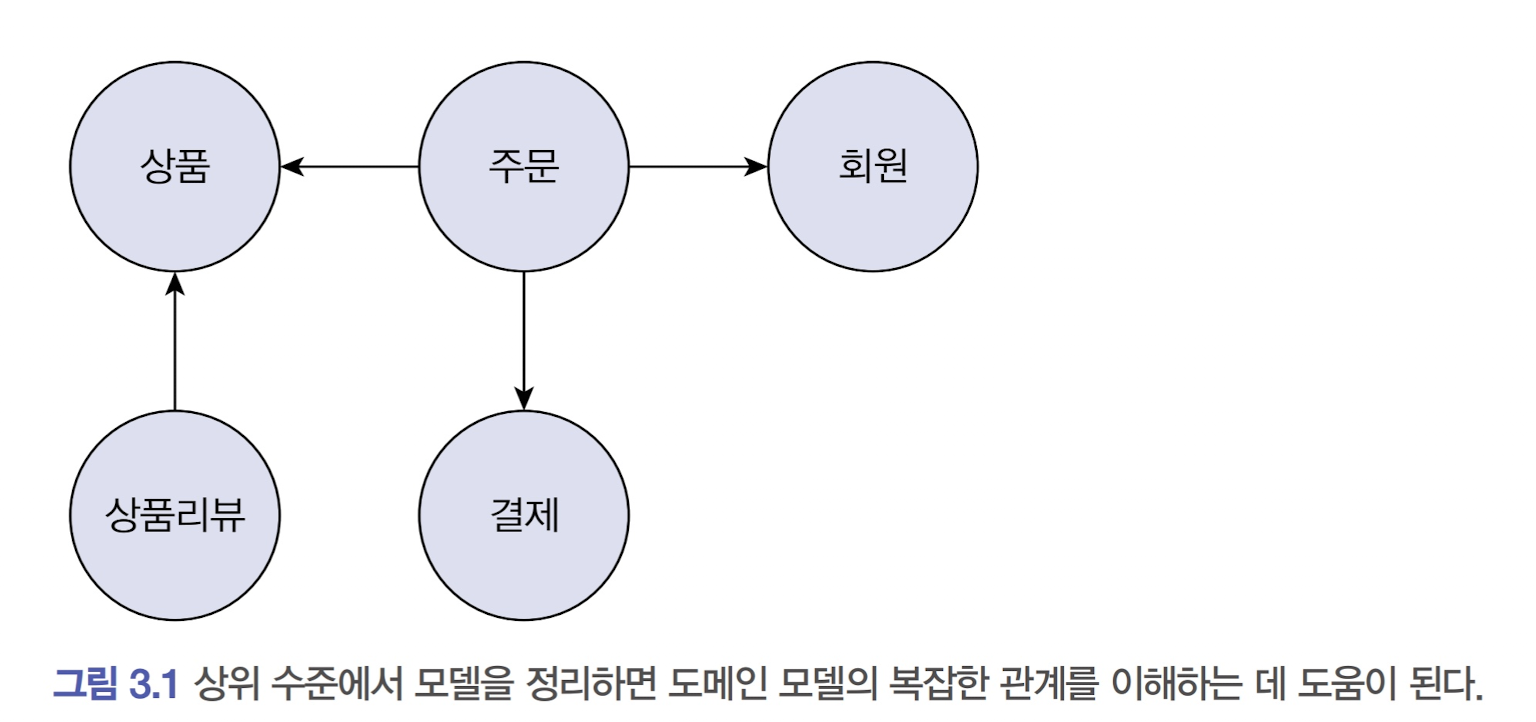 상품
주문
회원
상품리뷰
결제
그림 3.1 상위 수준에서 모델을 정리하면 도메인 모델의 복잡한 관계를 이해하는 데 도움이 된다.